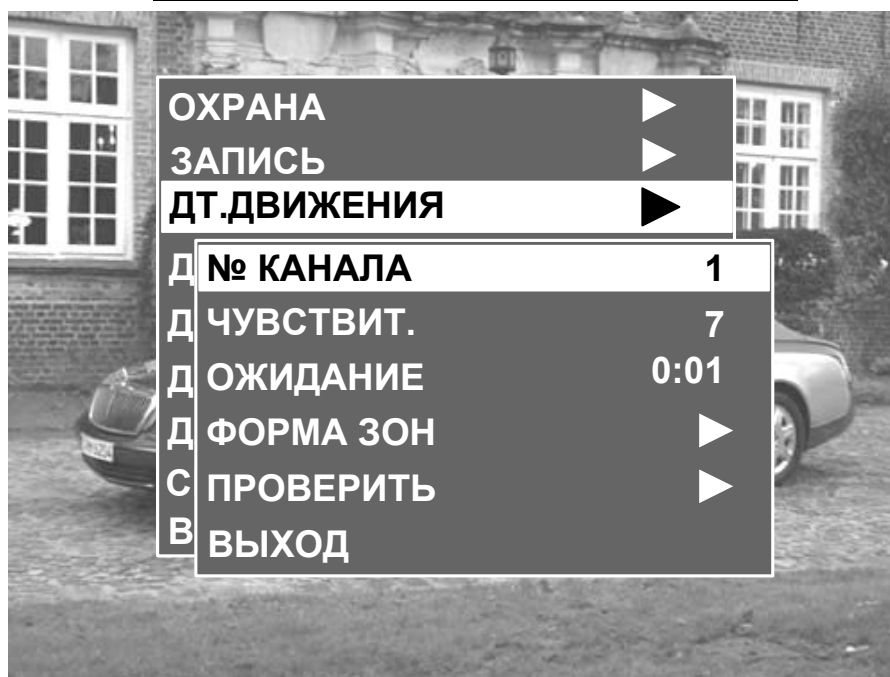 ОХРАНА
ЗАПИСЬ
ДТ.ДВИЖЕНИЯ
Д
№ КАНАЛА 1
Д
ЧУВСТВИТ. 7
Д
ОЖИДАНИЕ 0:01
Д
ФОРМА ЗОН
С
ПРОВЕРИТЬ
В
ВЫХОД